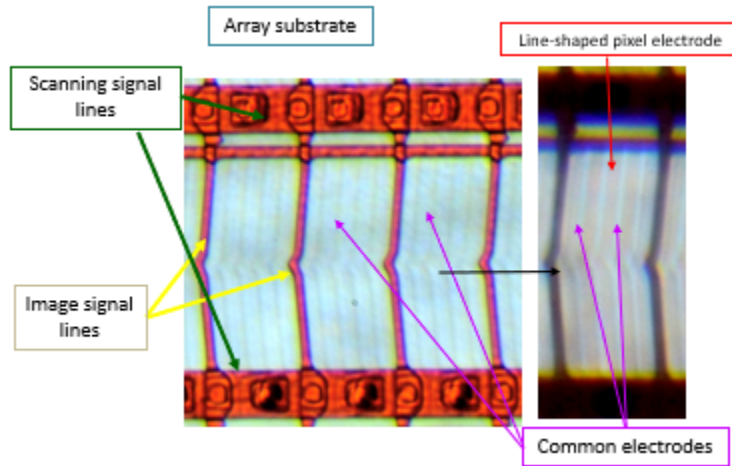 Array substrate
Line-shaped pixel electrode
Scanning signal
lines
Image signal
lines
Common electrodes